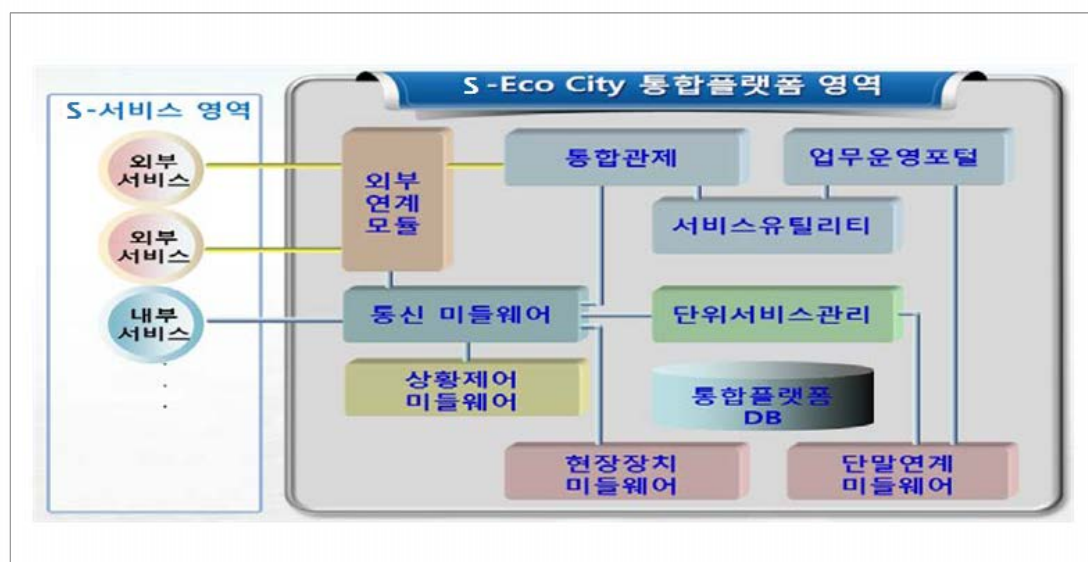 S-Eco City 통합플랫폼 영역
S-서비스 영역
외부
서비스
외부
서비스
내부
서비스
외부
연계
모듈
통합관제
업무운영포털
서비스유틸리티
통신 미들웨어
단위서비스관리
상황제어
미들웨어
통합플랫폼
DB
현장장치
미들웨어
단말연계
미들웨어